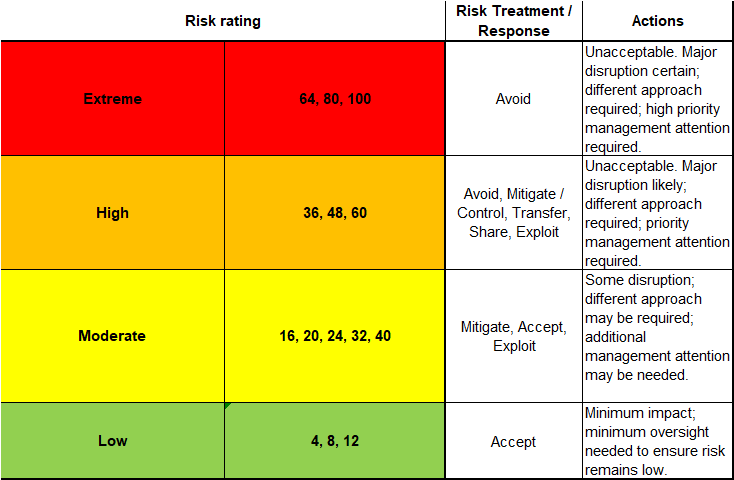 Risk rating
Risk Treatment /
Response
Actions
Extreme
64, 80, 100
Avoid
Unacceptable. Major
disruption certain;
different approach
required; high priority
management attention
required.
High
36, 48, 60
Avoid, Mitigate /
Control, Transfer,
Share, Exploit
Unacceptable. Major
disruption likely;
different approach
required; priority
management attention
required.
Moderate
16, 20, 24, 32, 40
Mitigate, Accept,
Exploit
Some disruption;
different approach
may be required;
additional
management attention
may be needed.
Low
4, 8, 12
Accept
Minimum impact;
minimum oversight
needed to ensure risk
remains low.